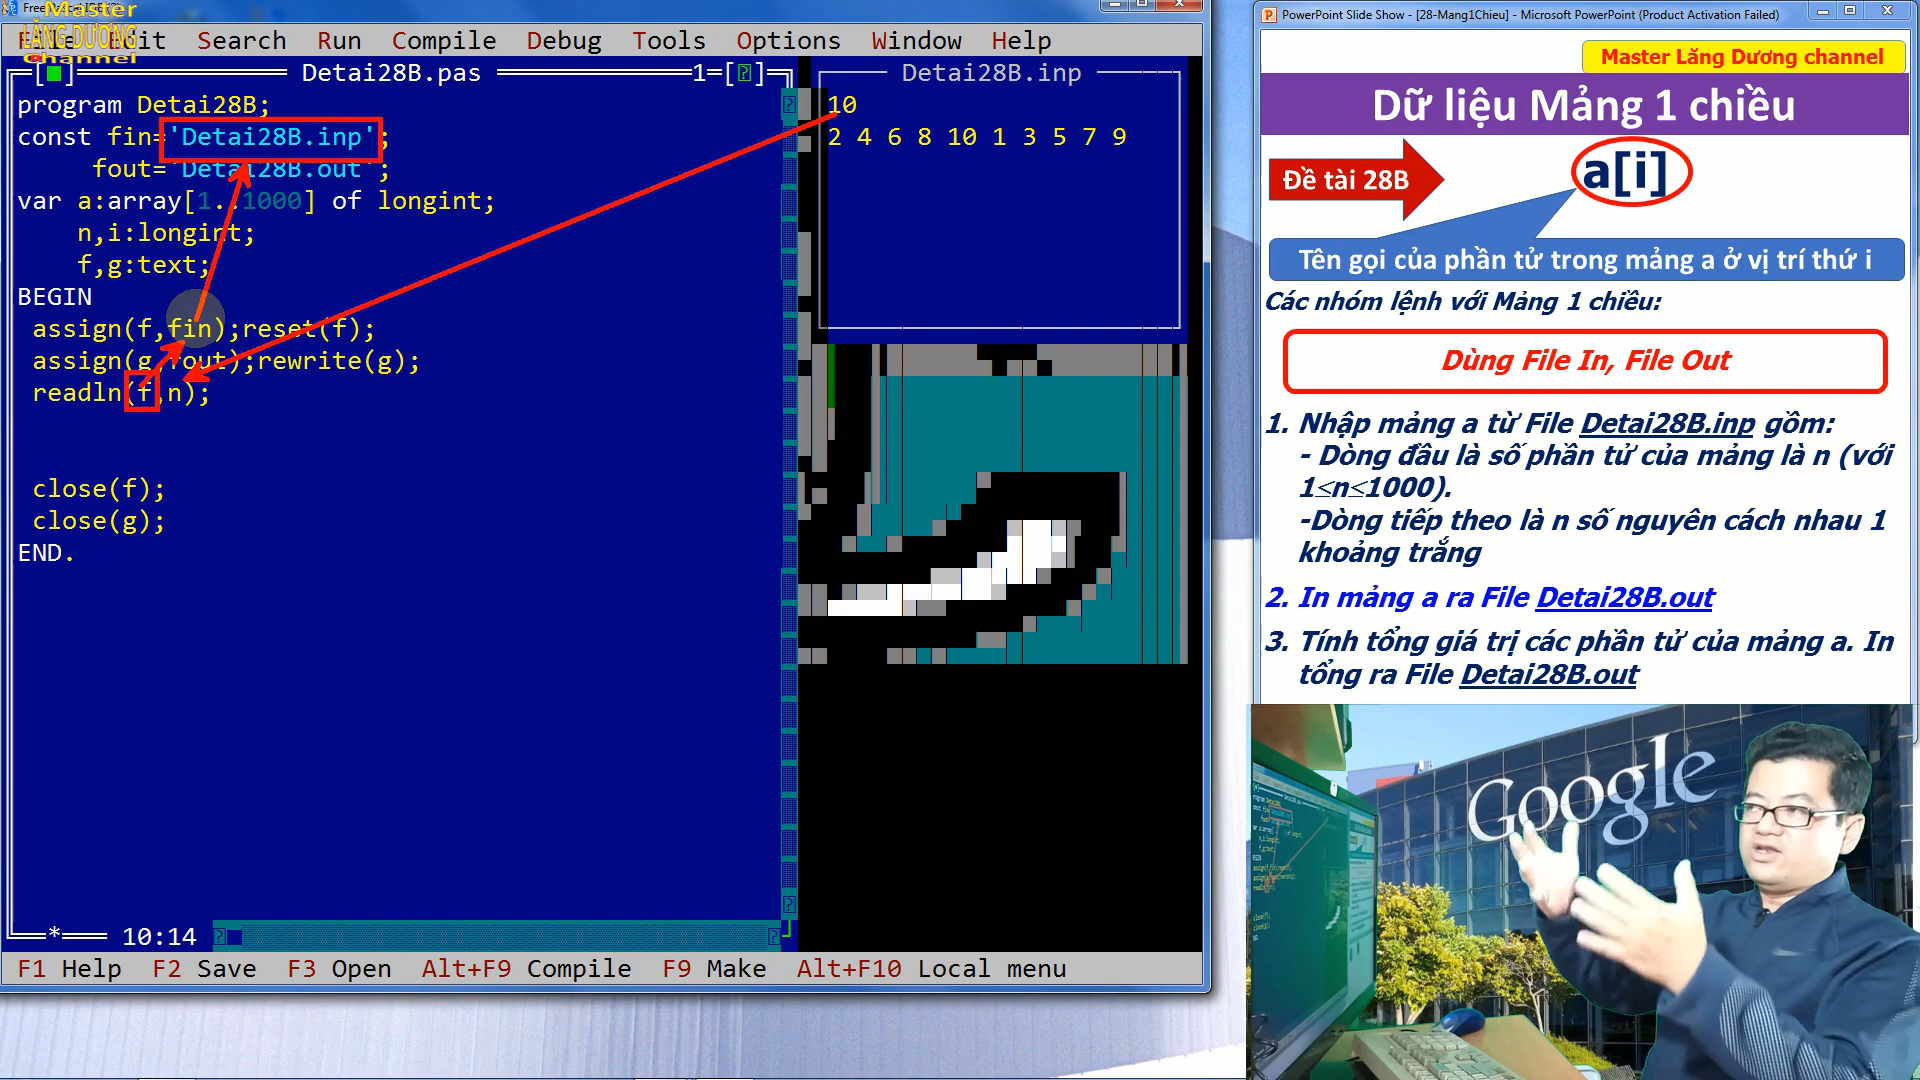 Master
LĂNG DƯƠNG
Channel
Edit Search Run Compile Debug Tools Options Window Help
Detai28B.pas 1
program Detai28B;
const fin='Detai28B.inp';
fout='Detai28B.out';
var a:array[1..1000] of longint;
n,i:longint;
f,g:text;
BEGIN
assign(f,fin);reset(f);
assign(g,fout);rewrite(g);
readln(f,n);
close(f);
close(g);
END.
* 10:14
F1 Help F2 Save F3 Open Alt+F9 Compile F9 Make Alt+F10 Local menu
Detai28B.inp
10
2 4 6 8 10 1 3 5 7 9
PowerPoint Slide Show - [28-Mang1Chieu] - Microsoft PowerPoint (Product Activation Failed)
Master Lăng Dương channel
Dữ liệu Mảng 1 chiều
Đề tài 28B
a[i]
Tên gọi của phần tử trong mảng a ở vị trí thứ i
Các nhóm lệnh với Mảng 1 chiều:
Dùng File In, File Out
1. Nhập mảng a từ File Detai28B.inp gồm:
- Dòng đầu là số phần tử của mảng là n (với
1≤n≤1000).
-Dòng tiếp theo là n số nguyên cách nhau 1
khoảng trắng
2. In mảng a ra File Detai28B.out
3. Tính tổng giá trị các phần tử của mảng a. In
tổng ra File Detai28B.out
Google